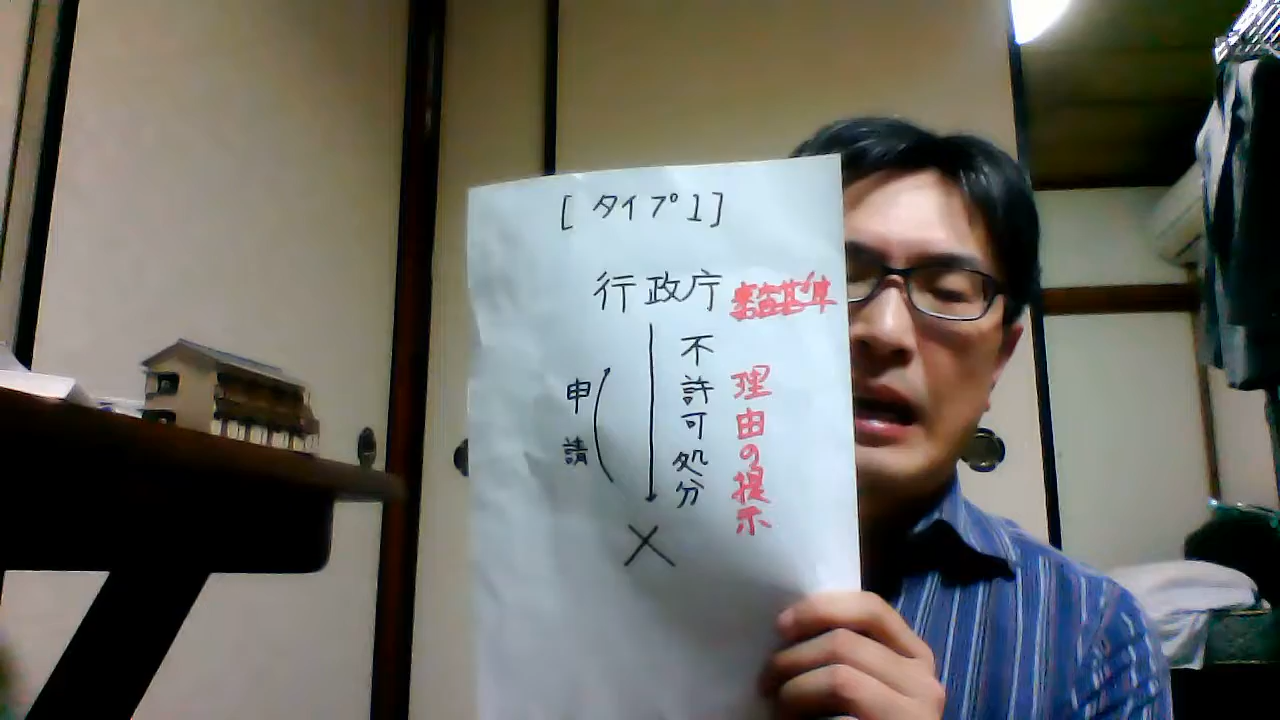 [タイプ1]
行政庁
審査基準
申請
不許可処分
理由の提示
X